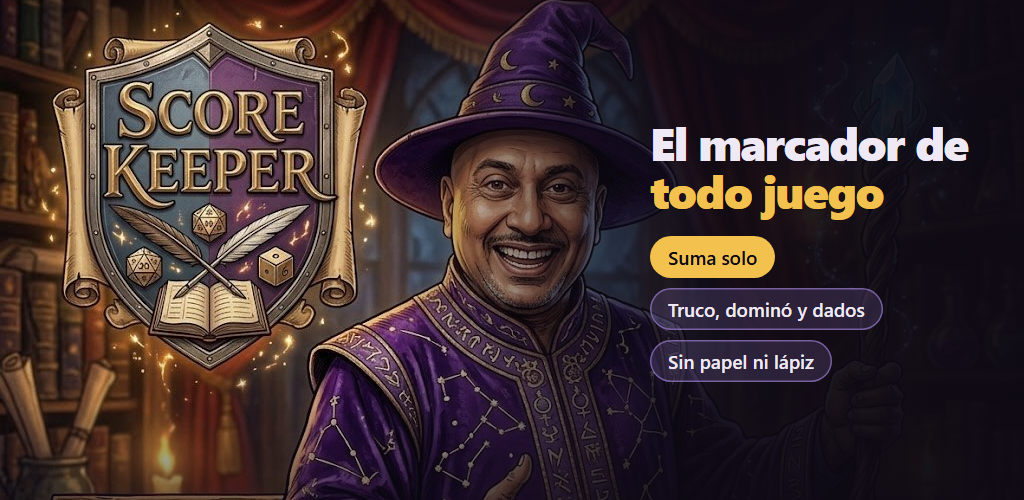 SCORE
KEEPER
El marcador de
todo juego
Suma solo
Truco, dominó y dados
Sin papel ni lápiz